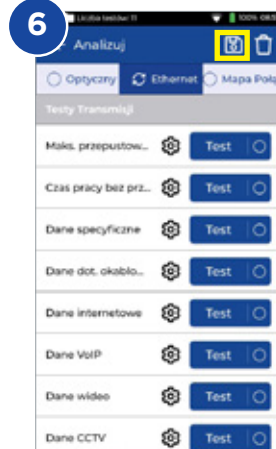 6
Liczba testów: 11 100% 08:5
Analizuj
Optyczny Ethernet Mapa Połą
Testy Transmisji
Maks. przepustow... Test
Czas pracy bez prz... Test
Dane specyficzne Test
Dane dot. okablo... Test
Dane internetowe Test
Dane VoIP Test
Dane wideo Test
Dane CCTV Test